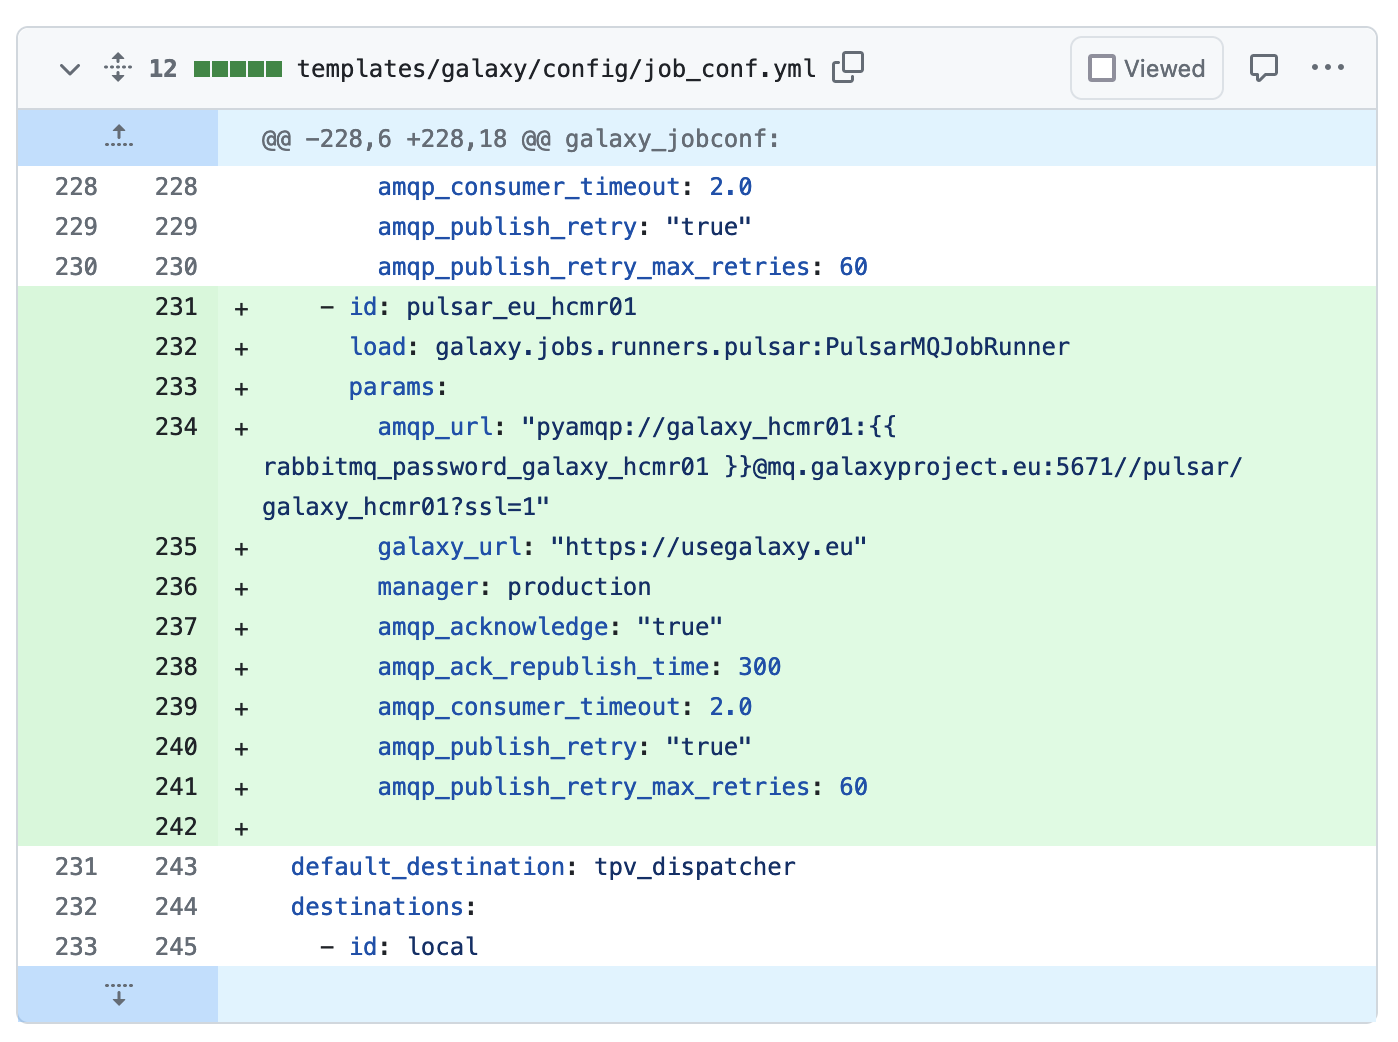 12 templates/galaxy/config/job_conf.yml Viewed
@@ -228,6 +228,18 @@ galaxy_jobconf:
228 228 amqp_consumer_timeout: 2.0
229 229 amqp_publish_retry: "true"
230 230 amqp_publish_retry_max_retries: 60
231 + - id: pulsar_eu_hcmr01
232 + load: galaxy.jobs.runners.pulsar:PulsarMQJobRunner
233 + params:
234 + amqp_url: "pyamqp://galaxy_hcmr01:{{
rabbitmq_password_galaxy_hcmr01 }}@mq.galaxyproject.eu:5671//pulsar/
galaxy_hcmr01?ssl=1"
235 + galaxy_url: "https://usegalaxy.eu"
236 + manager: production
237 + amqp_acknowledge: "true"
238 + amqp_ack_republish_time: 300
239 + amqp_consumer_timeout: 2.0
240 + amqp_publish_retry: "true"
241 + amqp_publish_retry_max_retries: 60
242 +
231 243 default_destination: tpv_dispatcher
232 244 destinations:
233 245 - id: local